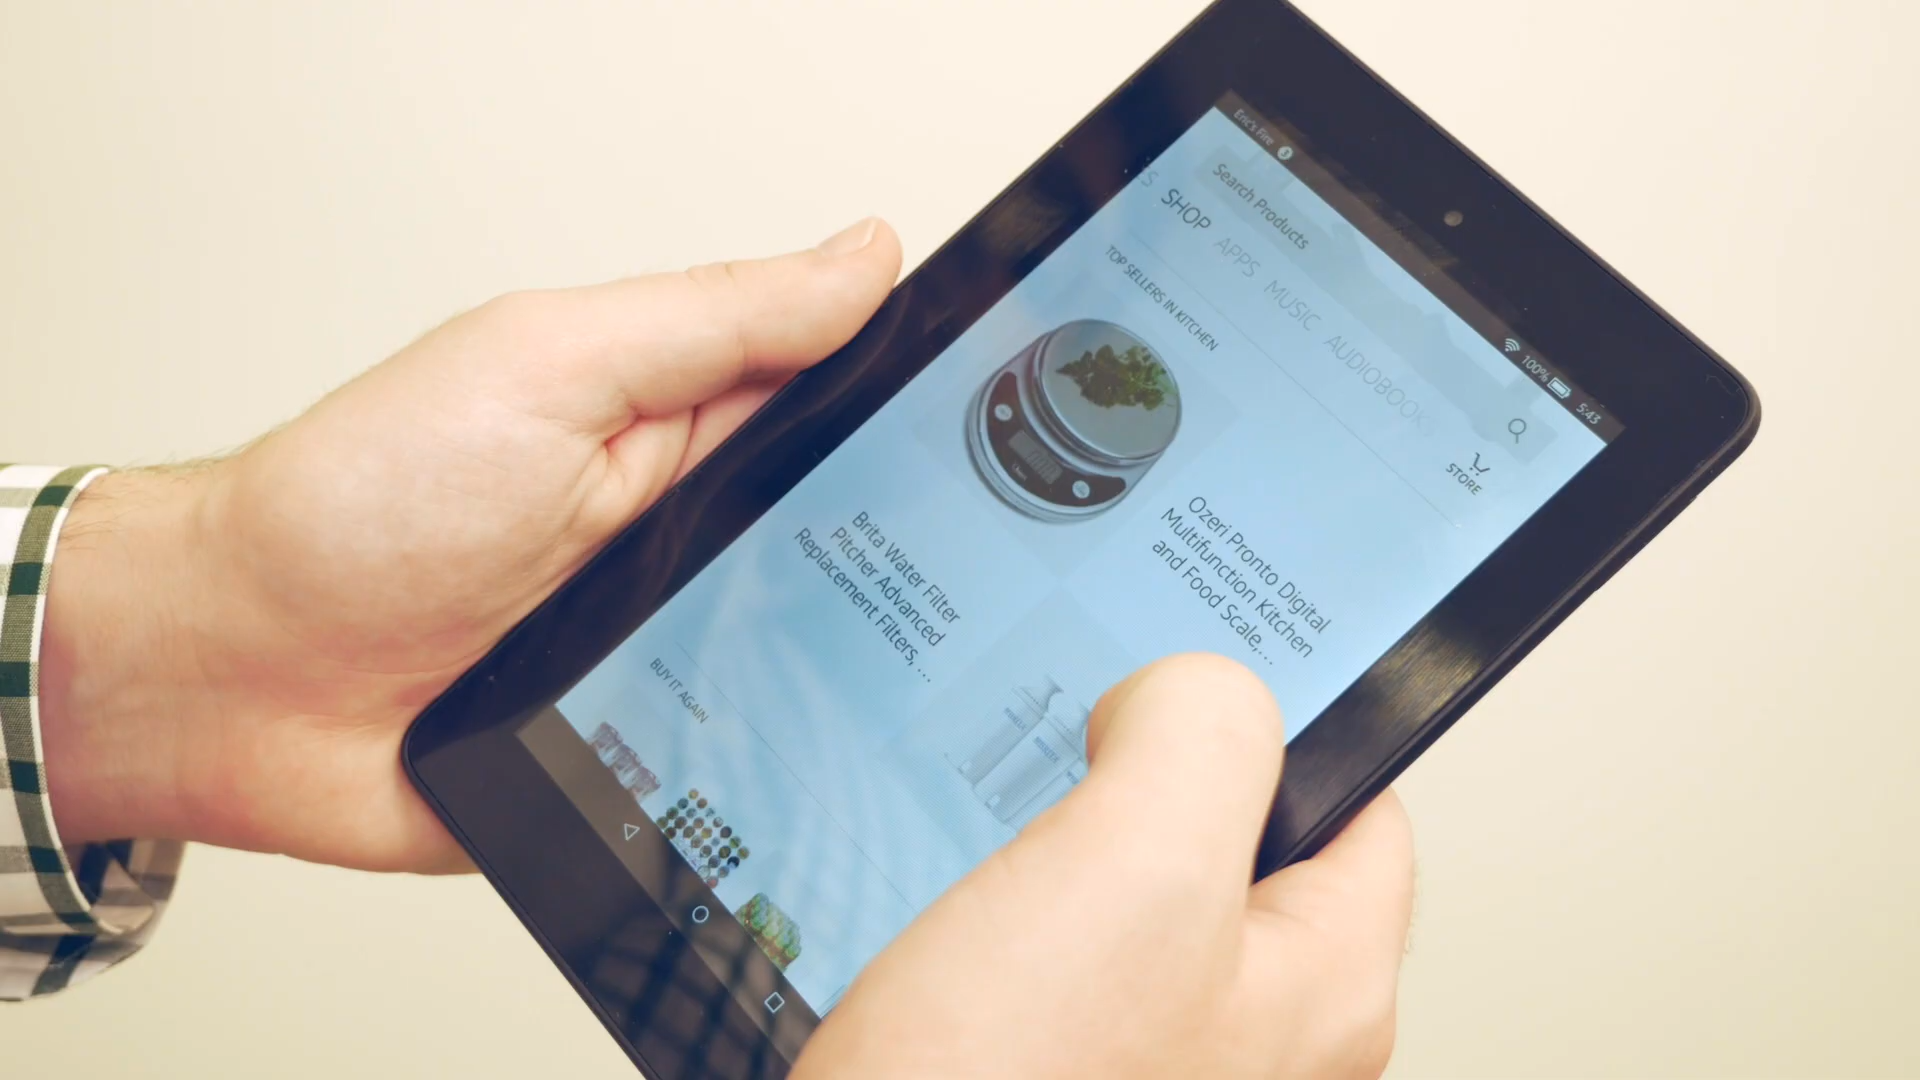 Eric's Fire
100%
5:43
Search Products
SHOP APPS MUSIC AUDIOBOOKS
STORE
TOP SELLERS IN KITCHEN
Ozeri Pronto Digital
Multifunction Kitchen
and Food Scale,...
Brita Water Filter
Pitcher Advanced
Replacement Filters, ...
BUY IT AGAIN